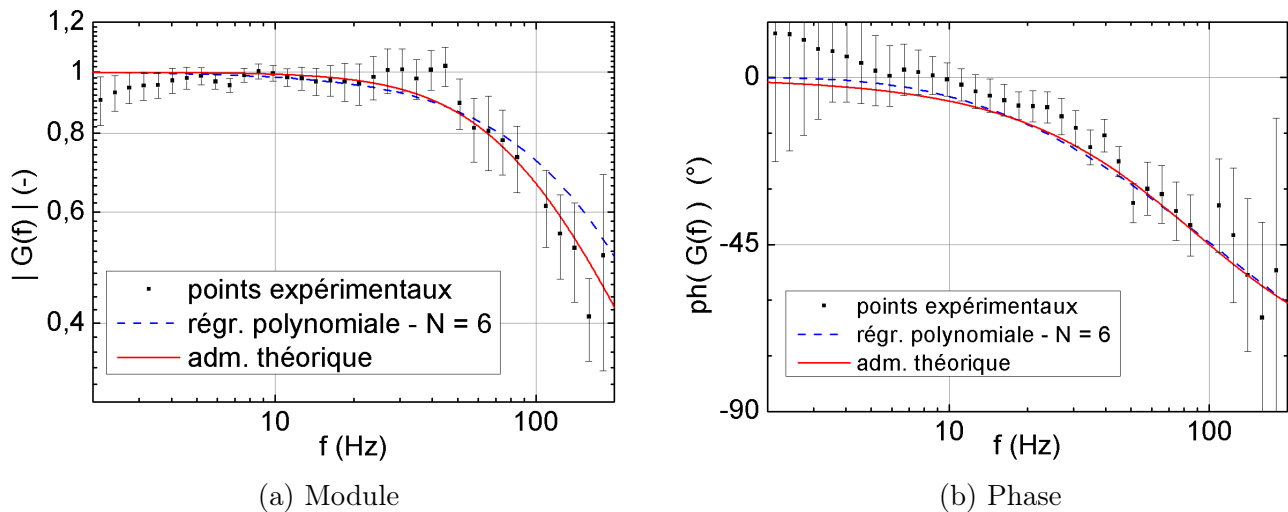 1,2
1
0,8
0,6
0,4
| G(f) | (-)
points expérimentaux
régr. polynomiale - N = 6
adm. théorique
10
100
f (Hz)
(a) Module
0
-45
-90
ph( G(f) ) (°)
points expérimentaux
régr. polynomiale - N = 6
adm. théorique
10
100
f (Hz)
(b) Phase